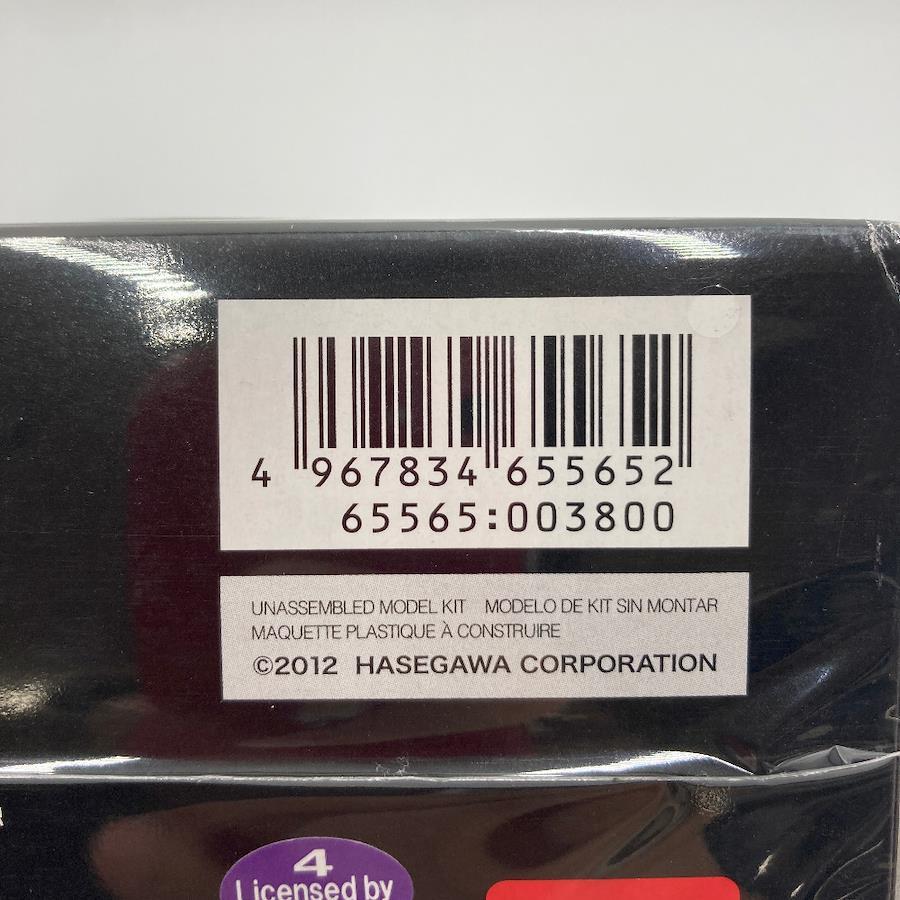 4 967834 655652
65565:003800
UNASSEMBLED MODEL KIT MODELO DE KIT SIN MONTAR
MAQUETTE PLASTIQUE À CONSTRUIRE
©2012 HASEGAWA CORPORATION
4
Licensed by